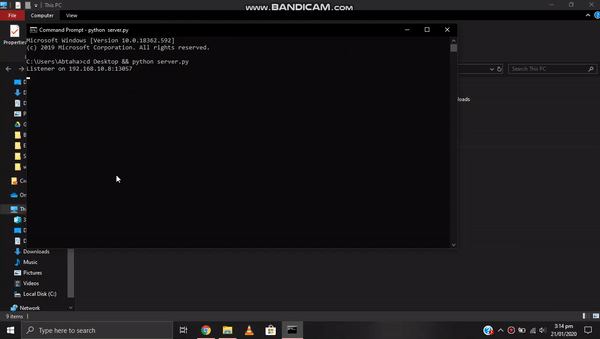 This PC
WWW.BANDICAM.COM
File
Computer
View
Properties
Command Prompt - python server.py
Microsoft Windows [Version 10.0.18362.592]
(c) 2019 Microsoft Corporation. All rights reserved.
C:\Users\Abtaha>cd Desktop && python server.py
Listener on 192.168.10.8:13057
Search This PC
Downloads
Music
Pictures
Videos
Local Disk (C:)
Network
9 items
Type here to search
3:14 pm
21/01/2020